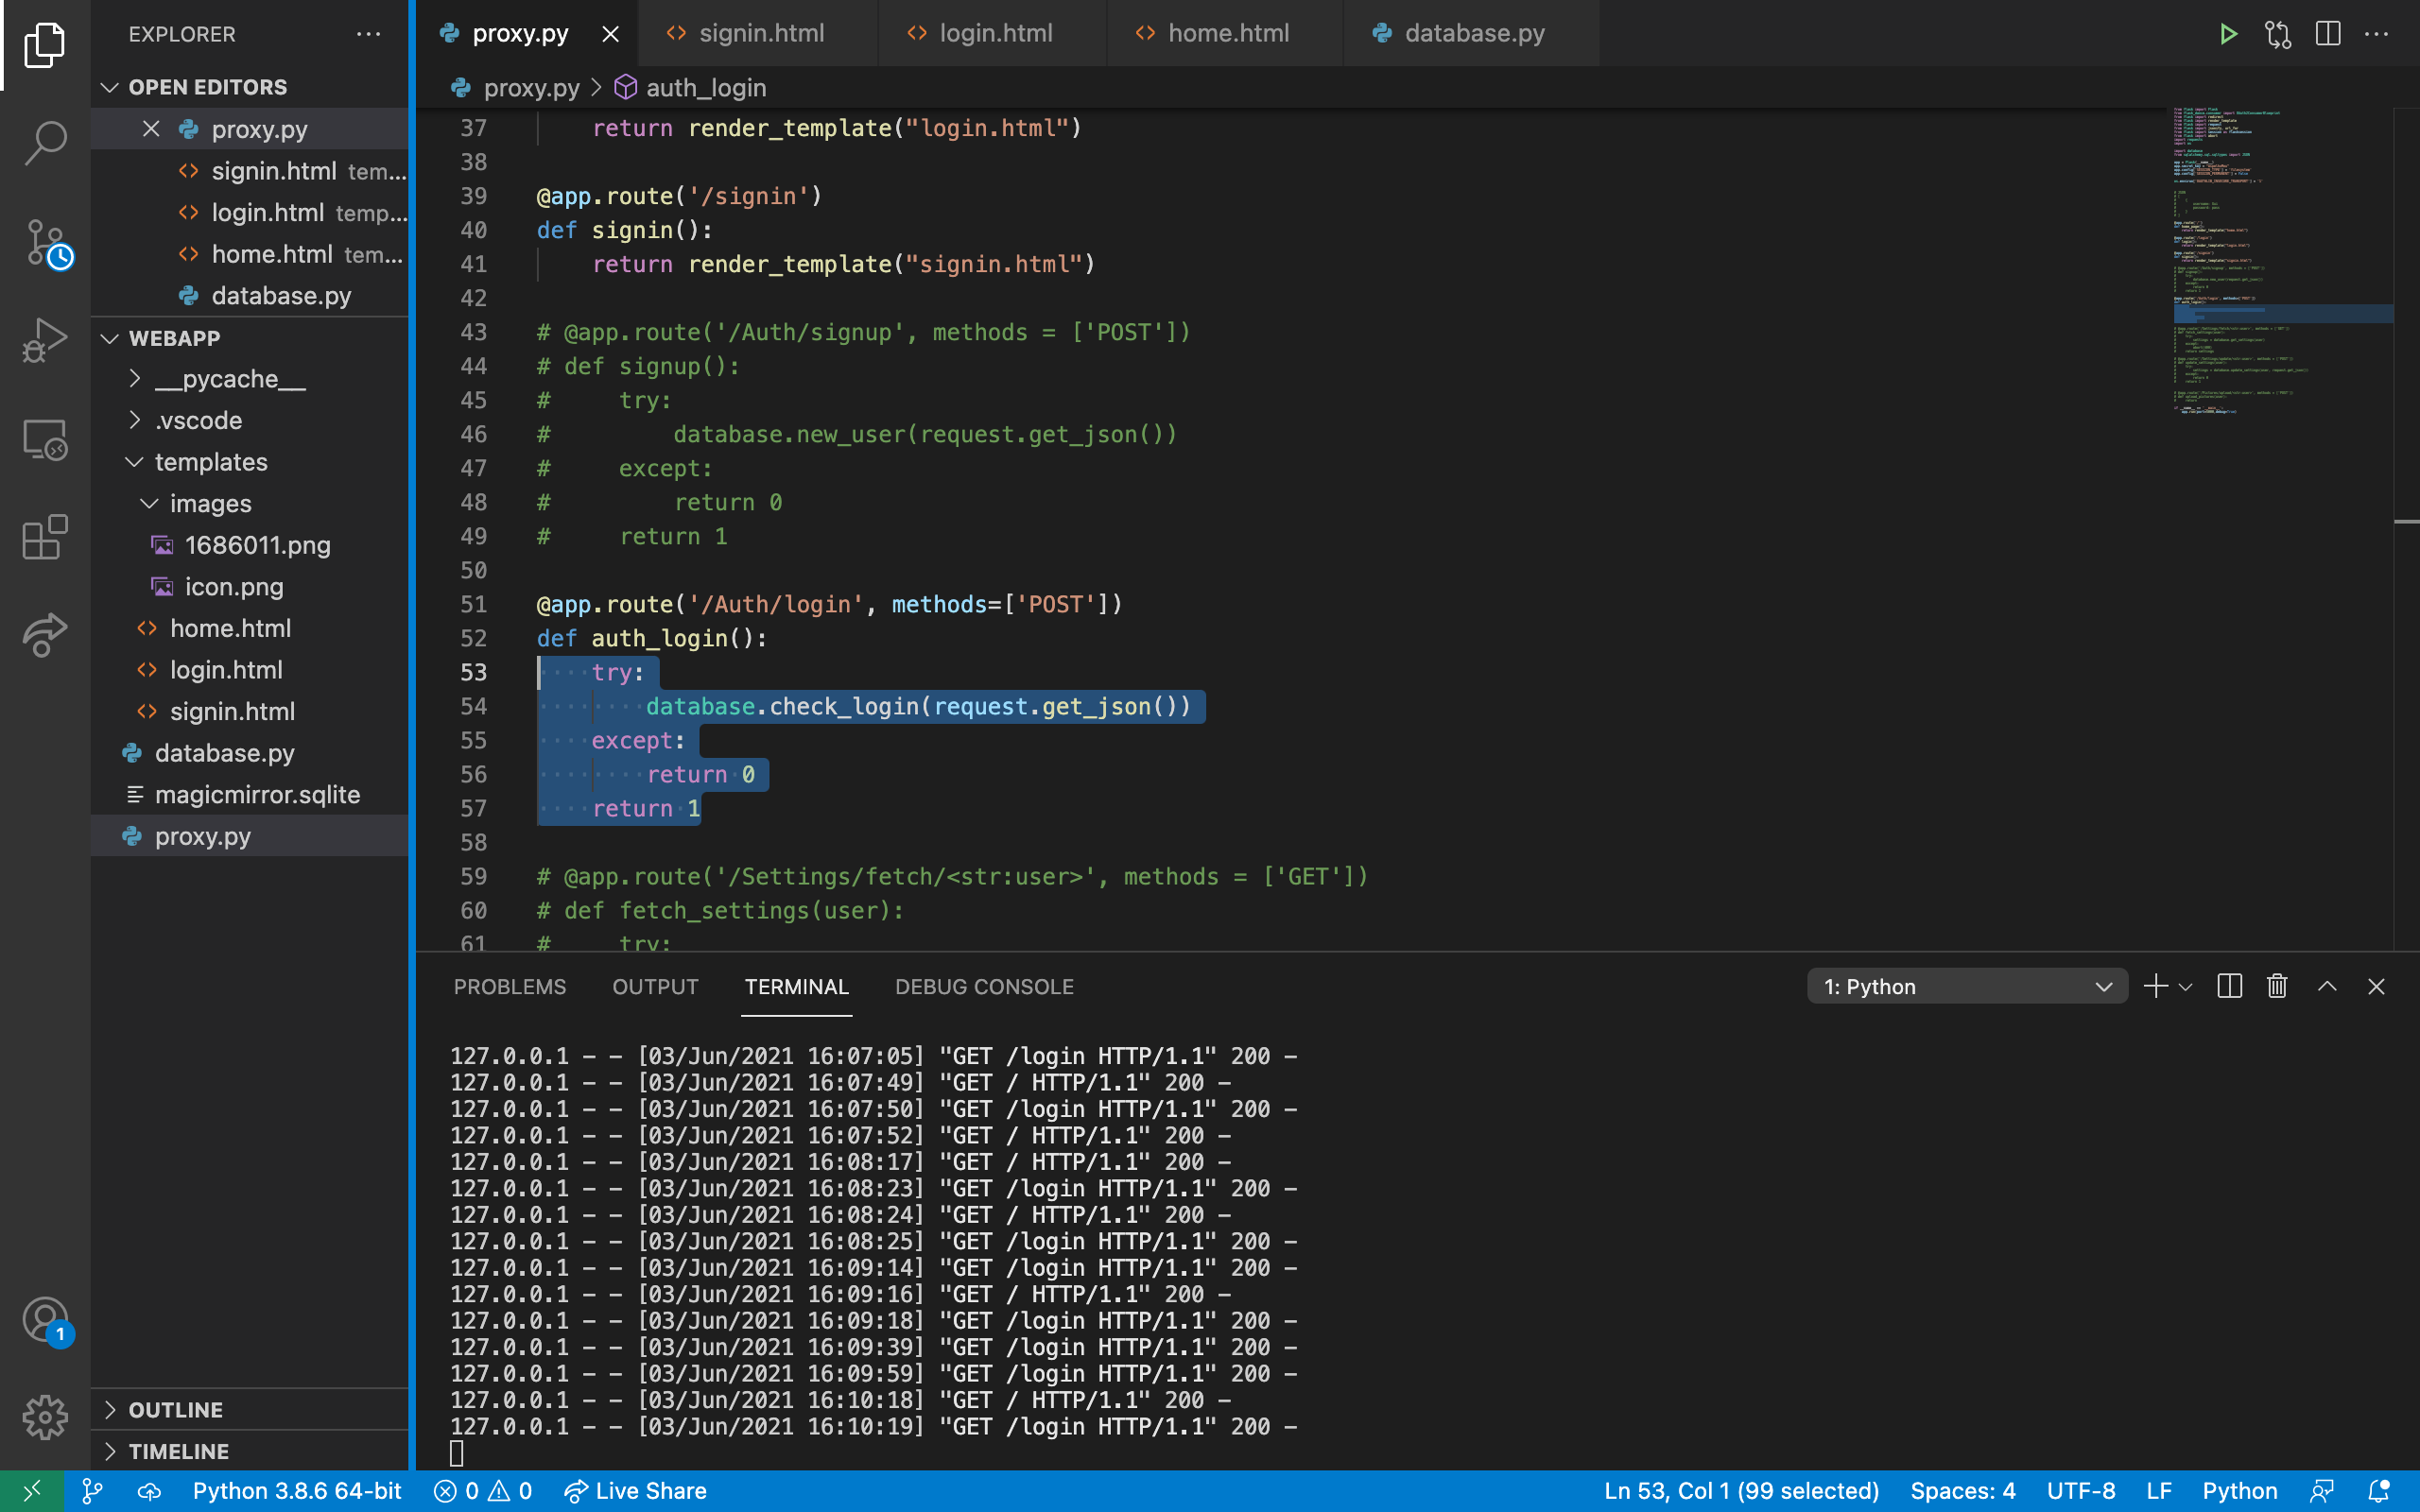 EXPLORER
OPEN EDITORS
proxy.py
signin.html tem...
login.html temp...
home.html tem...
database.py
WEBAPP
__pycache__
.vscode
templates
images
1686011.png
icon.png
home.html
login.html
signin.html
database.py
magicmirror.sqlite
proxy.py
OUTLINE
TIMELINE
proxy.py signin.html login.html home.html database.py
proxy.py > auth_login
37 return render_template("login.html")
38
39 @app.route('/signin')
40 def signin():
41 return render_template("signin.html")
42
43 # @app.route('/Auth/signup', methods = ['POST'])
44 # def signup():
45 # try:
46 # database.new_user(request.get_json())
47 # except:
48 # return 0
49 # return 1
50
51 @app.route('/Auth/login', methods=['POST'])
52 def auth_login():
53 try:
54 database.check_login(request.get_json())
55 except:
56 return 0
57 return 1
58
59 # @app.route('/Settings/fetch/<str:user>', methods = ['GET'])
60 # def fetch_settings(user):
61 # try:
PROBLEMS OUTPUT TERMINAL DEBUG CONSOLE 1: Python
127.0.0.1 - - [03/Jun/2021 16:07:05] "GET /login HTTP/1.1" 200 -
127.0.0.1 - - [03/Jun/2021 16:07:49] "GET / HTTP/1.1" 200 -
127.0.0.1 - - [03/Jun/2021 16:07:50] "GET /login HTTP/1.1" 200 -
127.0.0.1 - - [03/Jun/2021 16:07:52] "GET / HTTP/1.1" 200 -
127.0.0.1 - - [03/Jun/2021 16:08:17] "GET / HTTP/1.1" 200 -
127.0.0.1 - - [03/Jun/2021 16:08:23] "GET /login HTTP/1.1" 200 -
127.0.0.1 - - [03/Jun/2021 16:08:24] "GET / HTTP/1.1" 200 -
127.0.0.1 - - [03/Jun/2021 16:08:25] "GET /login HTTP/1.1" 200 -
127.0.0.1 - - [03/Jun/2021 16:09:14] "GET /login HTTP/1.1" 200 -
127.0.0.1 - - [03/Jun/2021 16:09:16] "GET / HTTP/1.1" 200 -
127.0.0.1 - - [03/Jun/2021 16:09:18] "GET /login HTTP/1.1" 200 -
127.0.0.1 - - [03/Jun/2021 16:09:39] "GET /login HTTP/1.1" 200 -
127.0.0.1 - - [03/Jun/2021 16:09:59] "GET /login HTTP/1.1" 200 -
127.0.0.1 - - [03/Jun/2021 16:10:18] "GET / HTTP/1.1" 200 -
127.0.0.1 - - [03/Jun/2021 16:10:19] "GET /login HTTP/1.1" 200 -
1
Python 3.8.6 64-bit 0 0 Live Share Ln 53, Col 1 (99 selected) Spaces: 4 UTF-8 LF Python